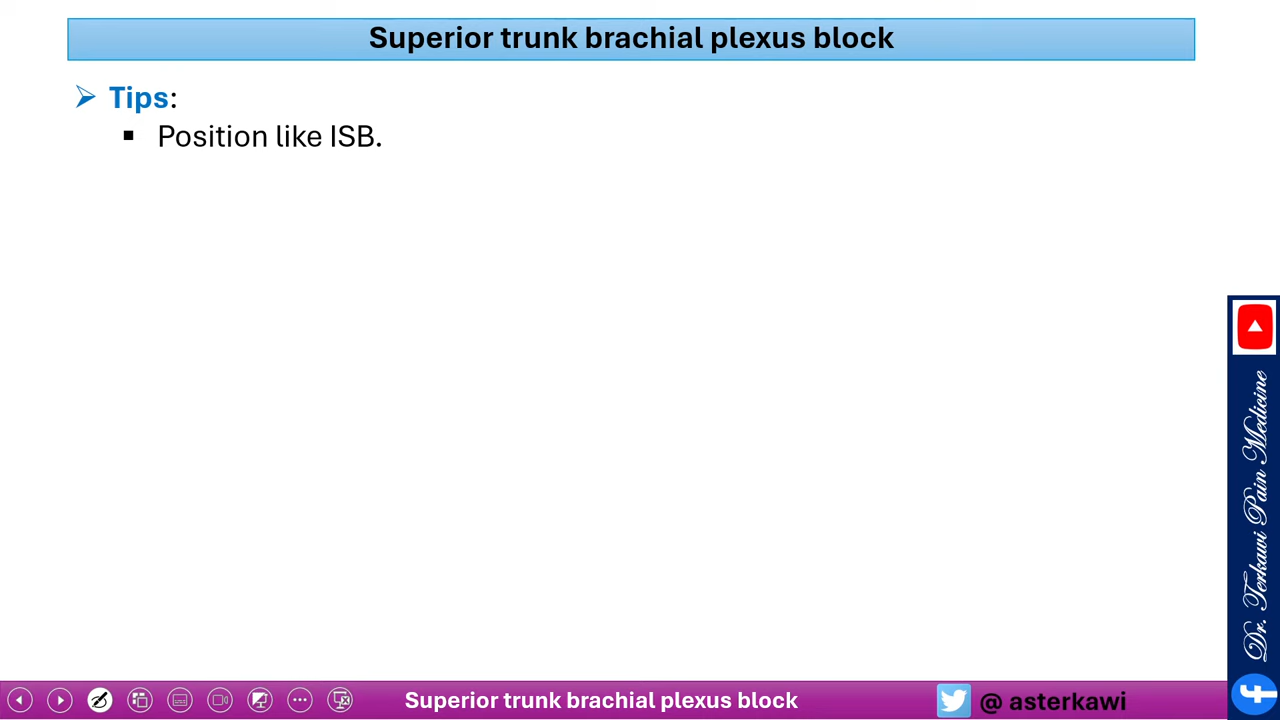 Superior trunk brachial plexus block
➢ Tips:
▪ Position like ISB.
Dr. Terkawi Pain Medicine
Superior trunk brachial plexus block
@ asterkawi